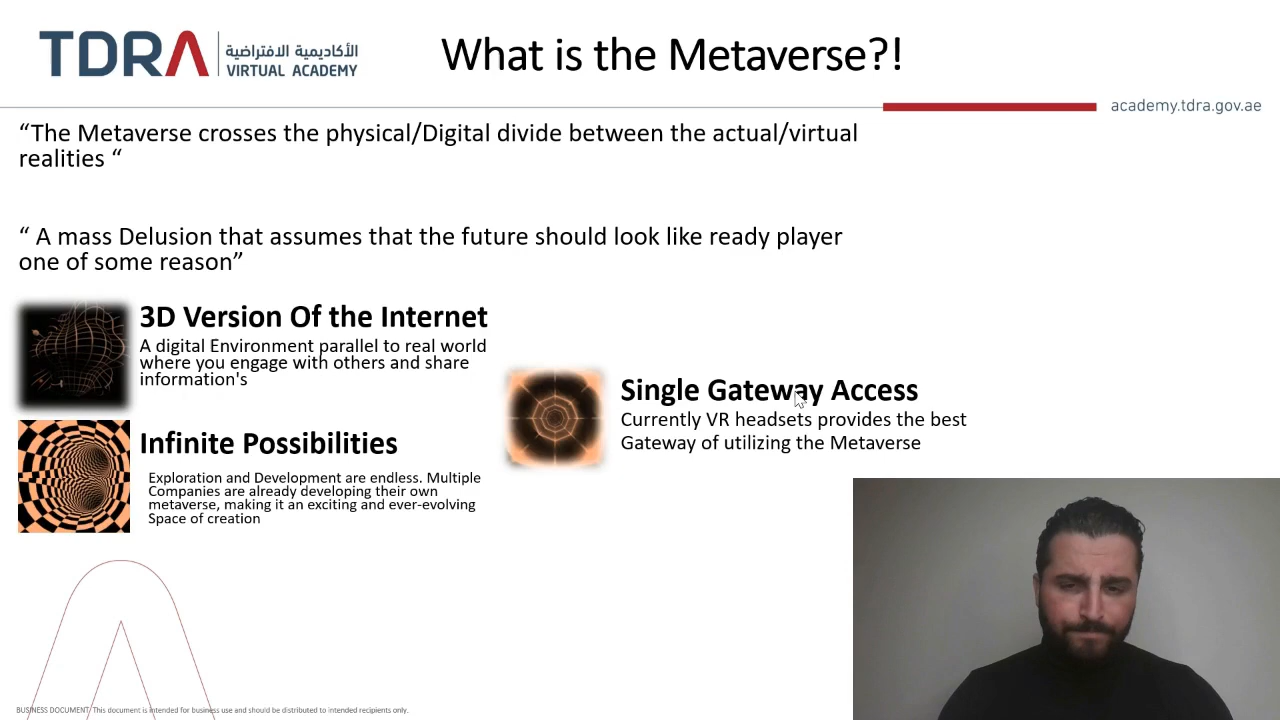 TDRA
الأكاديمية الافتراضية
VIRTUAL ACADEMY
What is the Metaverse?!
academy.tdra.gov.ae
“The Metaverse crosses the physical/Digital divide between the actual/virtual
realities “
“ A mass Delusion that assumes that the future should look like ready player
one of some reason”
3D Version Of the Internet
A digital Environment parallel to real world
where you engage with others and share
information's
Single Gateway Access
Currently VR headsets provides the best
Gateway of utilizing the Metaverse
Infinite Possibilities
Exploration and Development are endless. Multiple
Companies are already developing their own
metaverse, making it an exciting and ever-evolving
Space of creation
BUSINESS DOCUMENT: This document is intended for business use and should be distributed to intended recipients only.